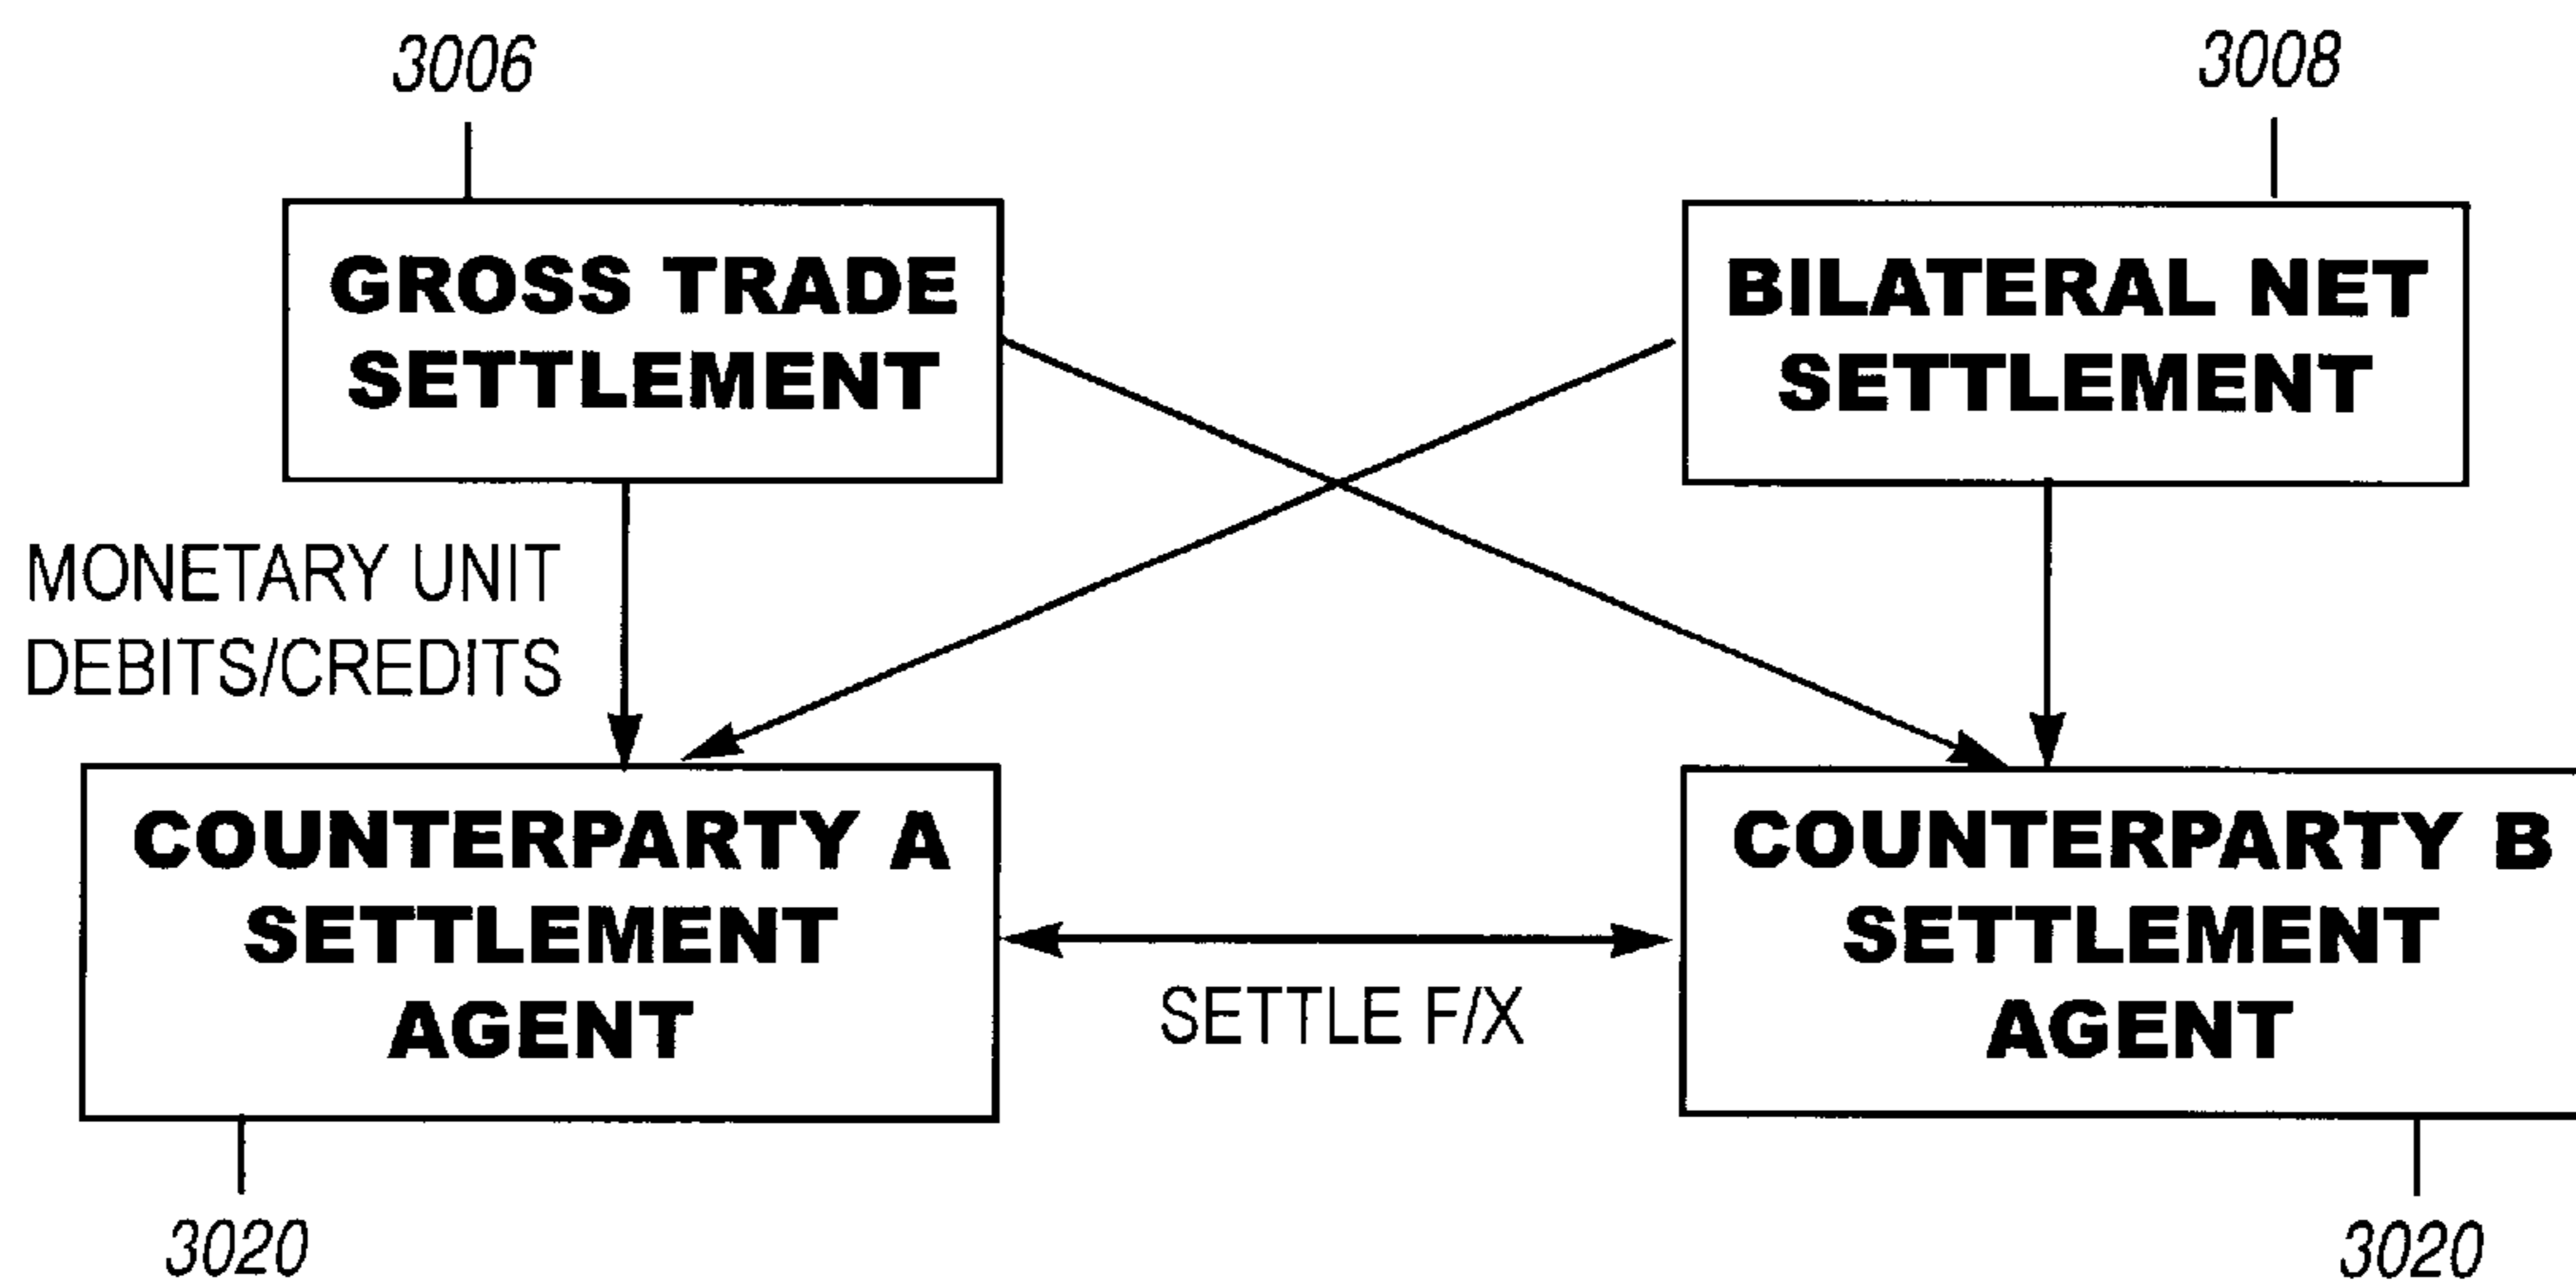 3006
3008
GROSS TRADE
SETTLEMENT
BILATERAL NET
SETTLEMENT
MONETARY UNIT
DEBITS/CREDITS
COUNTERPARTY A
SETTLEMENT
AGENT
SETTLE F/X
COUNTERPARTY B
SETTLEMENT
AGENT
3020
3020